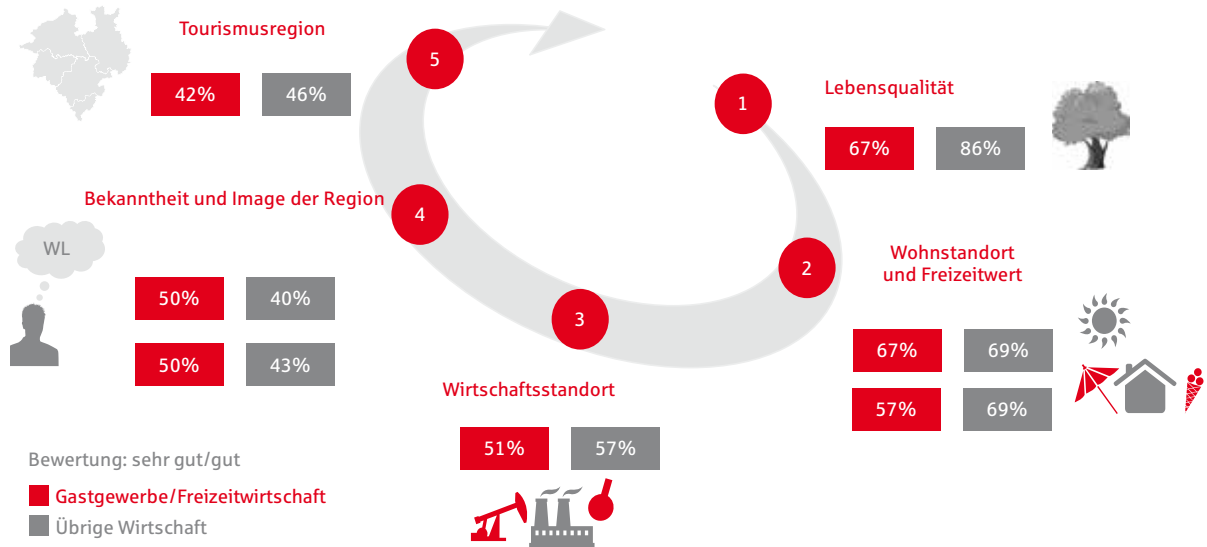 Tourismusregion
42% 46%
5
1
Lebensqualität
67% 86%
Bekanntheit und Image der Region
4
WL
50% 40%
50% 43%
2
Wohnstandort
und Freizeitwert
67% 69%
57% 69%
3
Wirtschaftsstandort
51% 57%
Bewertung: sehr gut/gut
Gastgewerbe/Freizeitwirtschaft
Übrige Wirtschaft